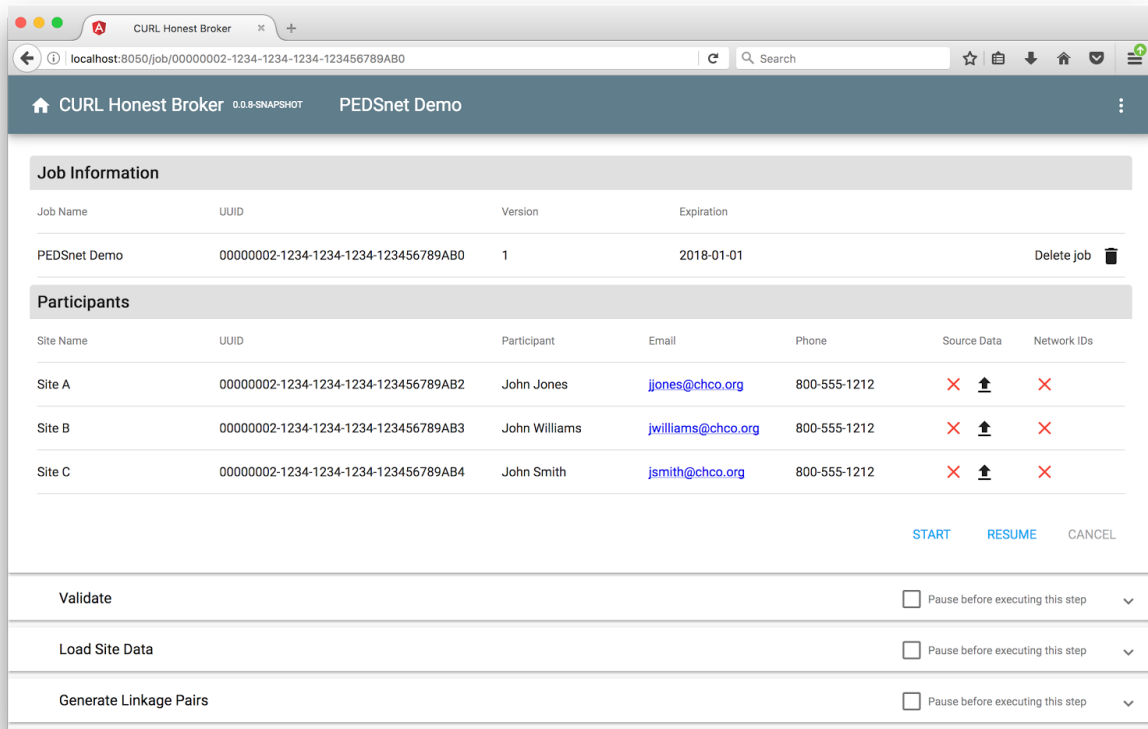 CURL Honest Broker
localhost:8050/job/00000002-1234-1234-1234-123456789AB0 Search
CURL Honest Broker 0.0.8-SNAPSHOT PEDSnet Demo
Job Information
Job Name UUID Version Expiration
PEDSnet Demo 00000002-1234-1234-1234-123456789AB0 1 2018-01-01 Delete job
Participants
Site Name UUID Participant Email Phone Source Data Network IDs
Site A 00000002-1234-1234-1234-123456789AB2 John Jones jjones@chco.org 800-555-1212
Site B 00000002-1234-1234-1234-123456789AB3 John Williams jwilliams@chco.org 800-555-1212
Site C 00000002-1234-1234-1234-123456789AB4 John Smith jsmith@chco.org 800-555-1212
START RESUME CANCEL
Validate Pause before executing this step
Load Site Data Pause before executing this step
Generate Linkage Pairs Pause before executing this step